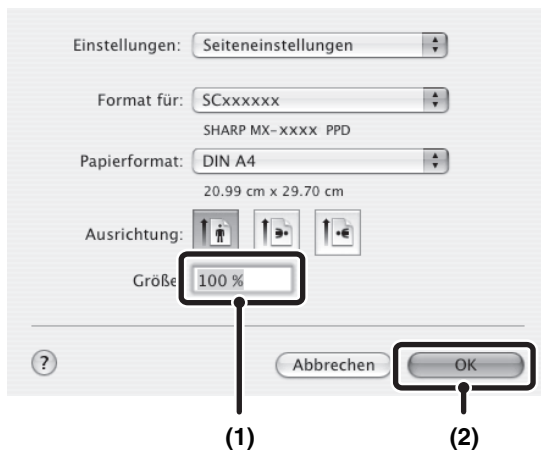 Einstellungen: Seiteneinstellungen
Format für: SCxxxxxx
SHARP MX-xxxx PPD
Papierformat: DIN A4
20.99 cm x 29.70 cm
Ausrichtung:
Größe 100 %
? Abbrechen OK
(1) (2)